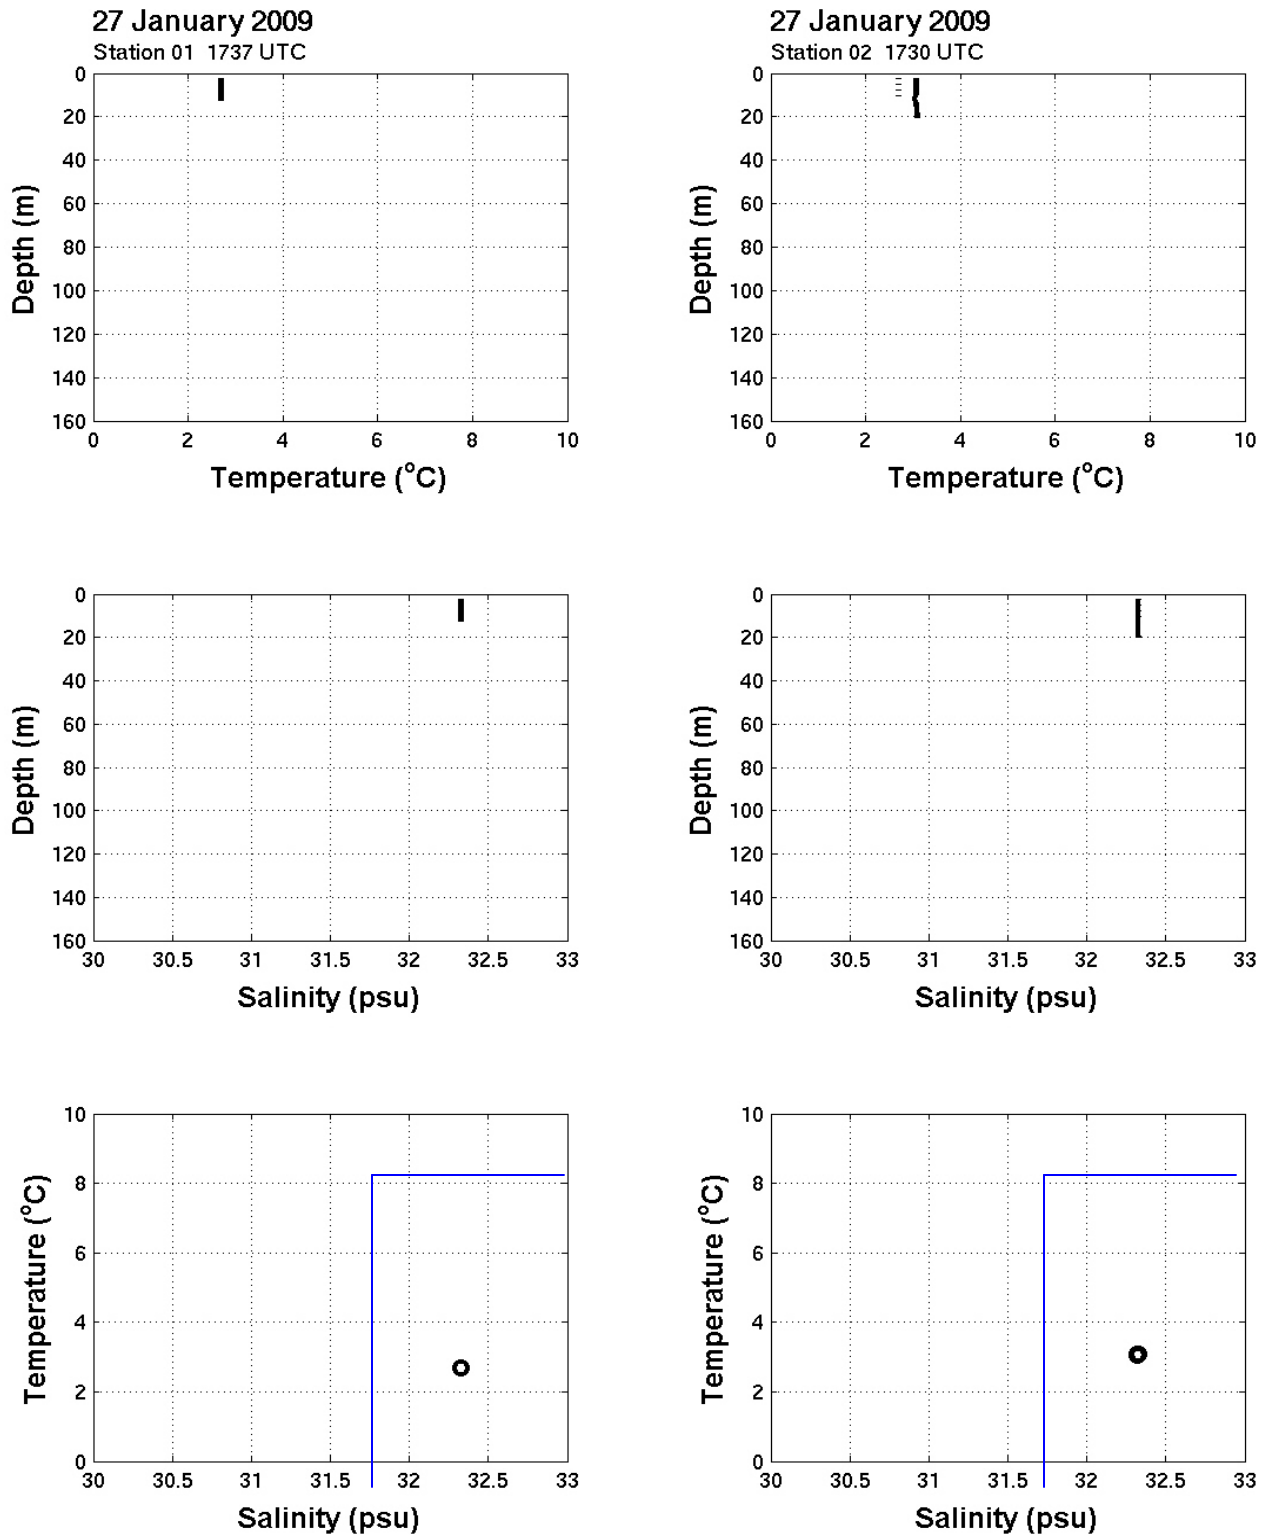 27 January 2009
Station 01 1737 UTC
0
20
40
60
80
100
120
140
160
Depth (m)
0 2 4 6 8 10
Temperature (°C)
27 January 2009
Station 02 1730 UTC
0
20
40
60
80
100
120
140
160
Depth (m)
0 2 4 6 8 10
Temperature (°C)
0
20
40
60
80
100
120
140
160
Depth (m)
30 30.5 31 31.5 32 32.5 33
Salinity (psu)
0
20
40
60
80
100
120
140
160
Depth (m)
30 30.5 31 31.5 32 32.5 33
Salinity (psu)
10
8
6
4
2
0
Temperature (°C)
30 30.5 31 31.5 32 32.5 33
Salinity (psu)
10
8
6
4
2
0
Temperature (°C)
30 30.5 31 31.5 32 32.5 33
Salinity (psu)